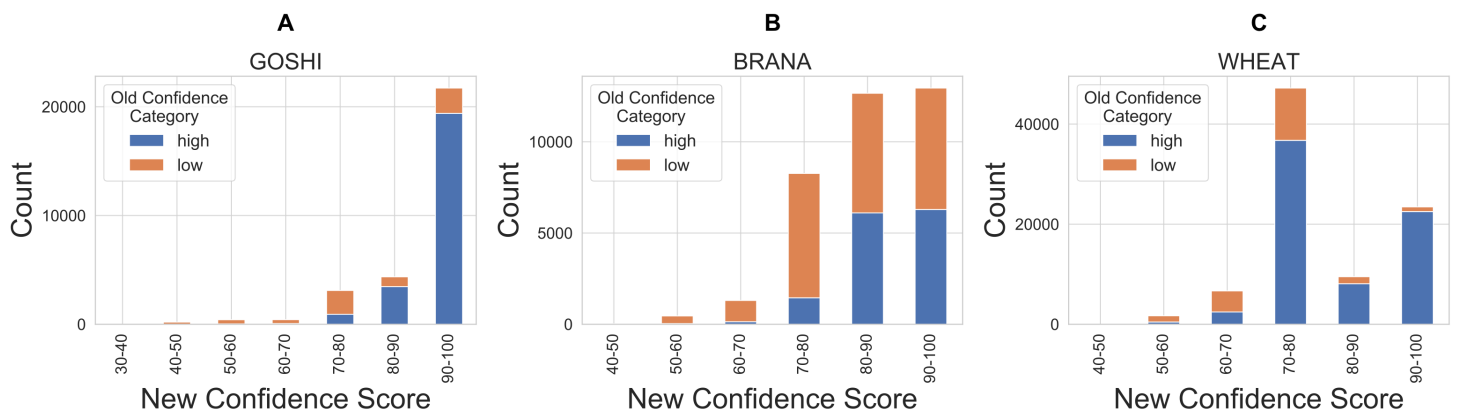 A
GOSHI
Old Confidence
Category
high
low
20000
10000
0
Count
30-40
40-50
50-60
60-70
70-80
80-90
90-100
New Confidence Score
B
BRANA
Old Confidence
Category
high
low
10000
5000
0
Count
40-50
50-60
60-70
70-80
80-90
90-100
New Confidence Score
C
WHEAT
Old Confidence
Category
high
low
40000
20000
0
Count
40-50
50-60
60-70
70-80
80-90
90-100
New Confidence Score